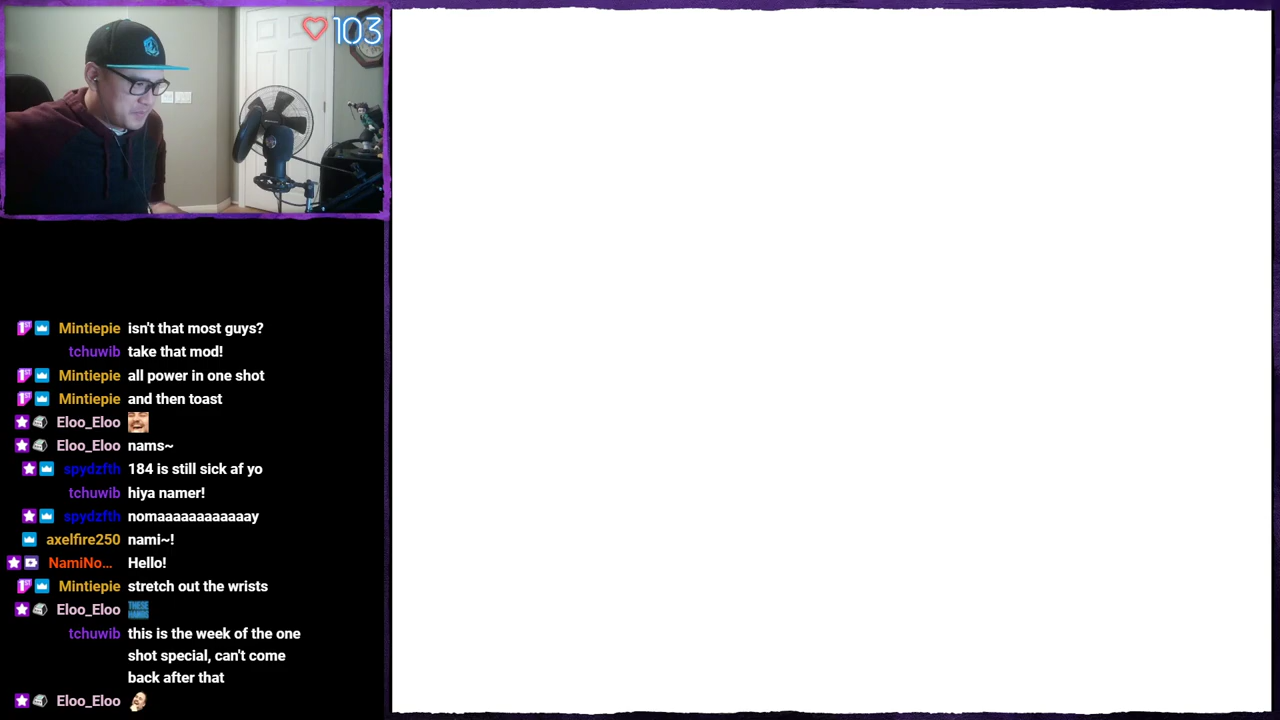 103
Mintiepie isn't that most guys?
tchuwib take that mod!
Mintiepie all power in one shot
Mintiepie and then toast
Eloo_Eloo
Eloo_Eloo nams~
spydzfth 184 is still sick af yo
tchuwib hiya namer!
spydzfth nomaaaaaaaaaaay
axelfire250 nami~!
NamiNo... Hello!
Mintiepie stretch out the wrists
Eloo_Eloo THESE HANDS
tchuwib this is the week of the one
shot special, can't come
back after that
Eloo_Eloo